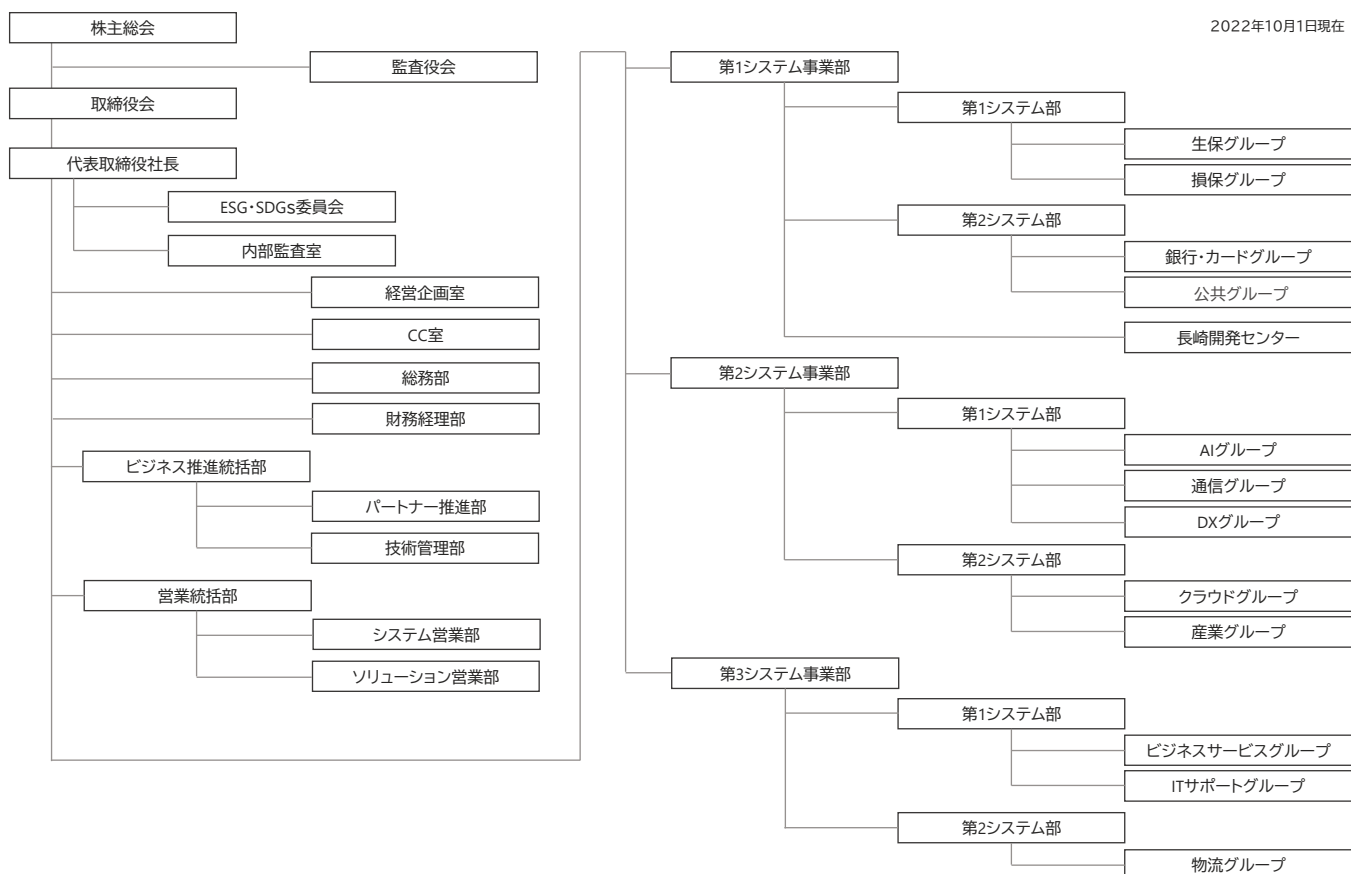 2022年10月1日現在
株主総会
監査役会
取締役会
代表取締役社長
ESG・SDGs委員会
内部監査室
経営企画室
CC室
総務部
財務経理部
ビジネス推進統括部
パートナー推進部
技術管理部
営業統括部
システム営業部
ソリューション営業部
第1システム事業部
第1システム部
生保グループ
損保グループ
第2システム部
銀行・カードグループ
公共グループ
長崎開発センター
第2システム事業部
第1システム部
AIグループ
通信グループ
DXグループ
第2システム部
クラウドグループ
産業グループ
第3システム事業部
第1システム部
ビジネスサービスグループ
ITサポートグループ
第2システム部
物流グループ